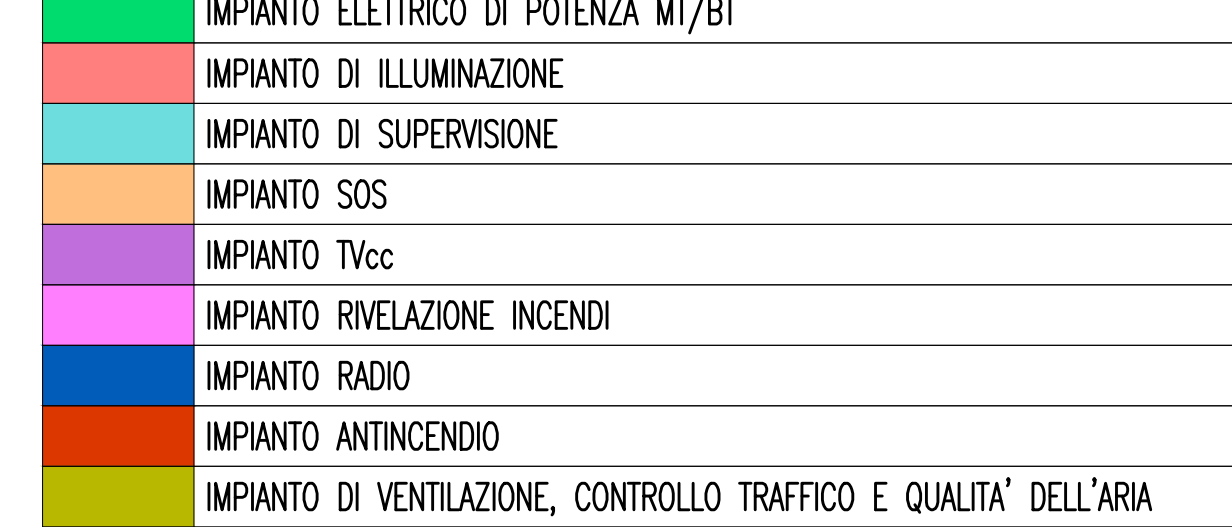 IMPIANTO ELETTRICO DI POTENZA MT/BT
IMPIANTO DI ILLUMINAZIONE
IMPIANTO DI SUPERVISIONE
IMPIANTO SOS
IMPIANTO TVcc
IMPIANTO RIVELAZIONE INCENDI
IMPIANTO RADIO
IMPIANTO ANTINCENDIO
IMPIANTO DI VENTILAZIONE, CONTROLLO TRAFFICO E QUALITA' DELL'ARIA